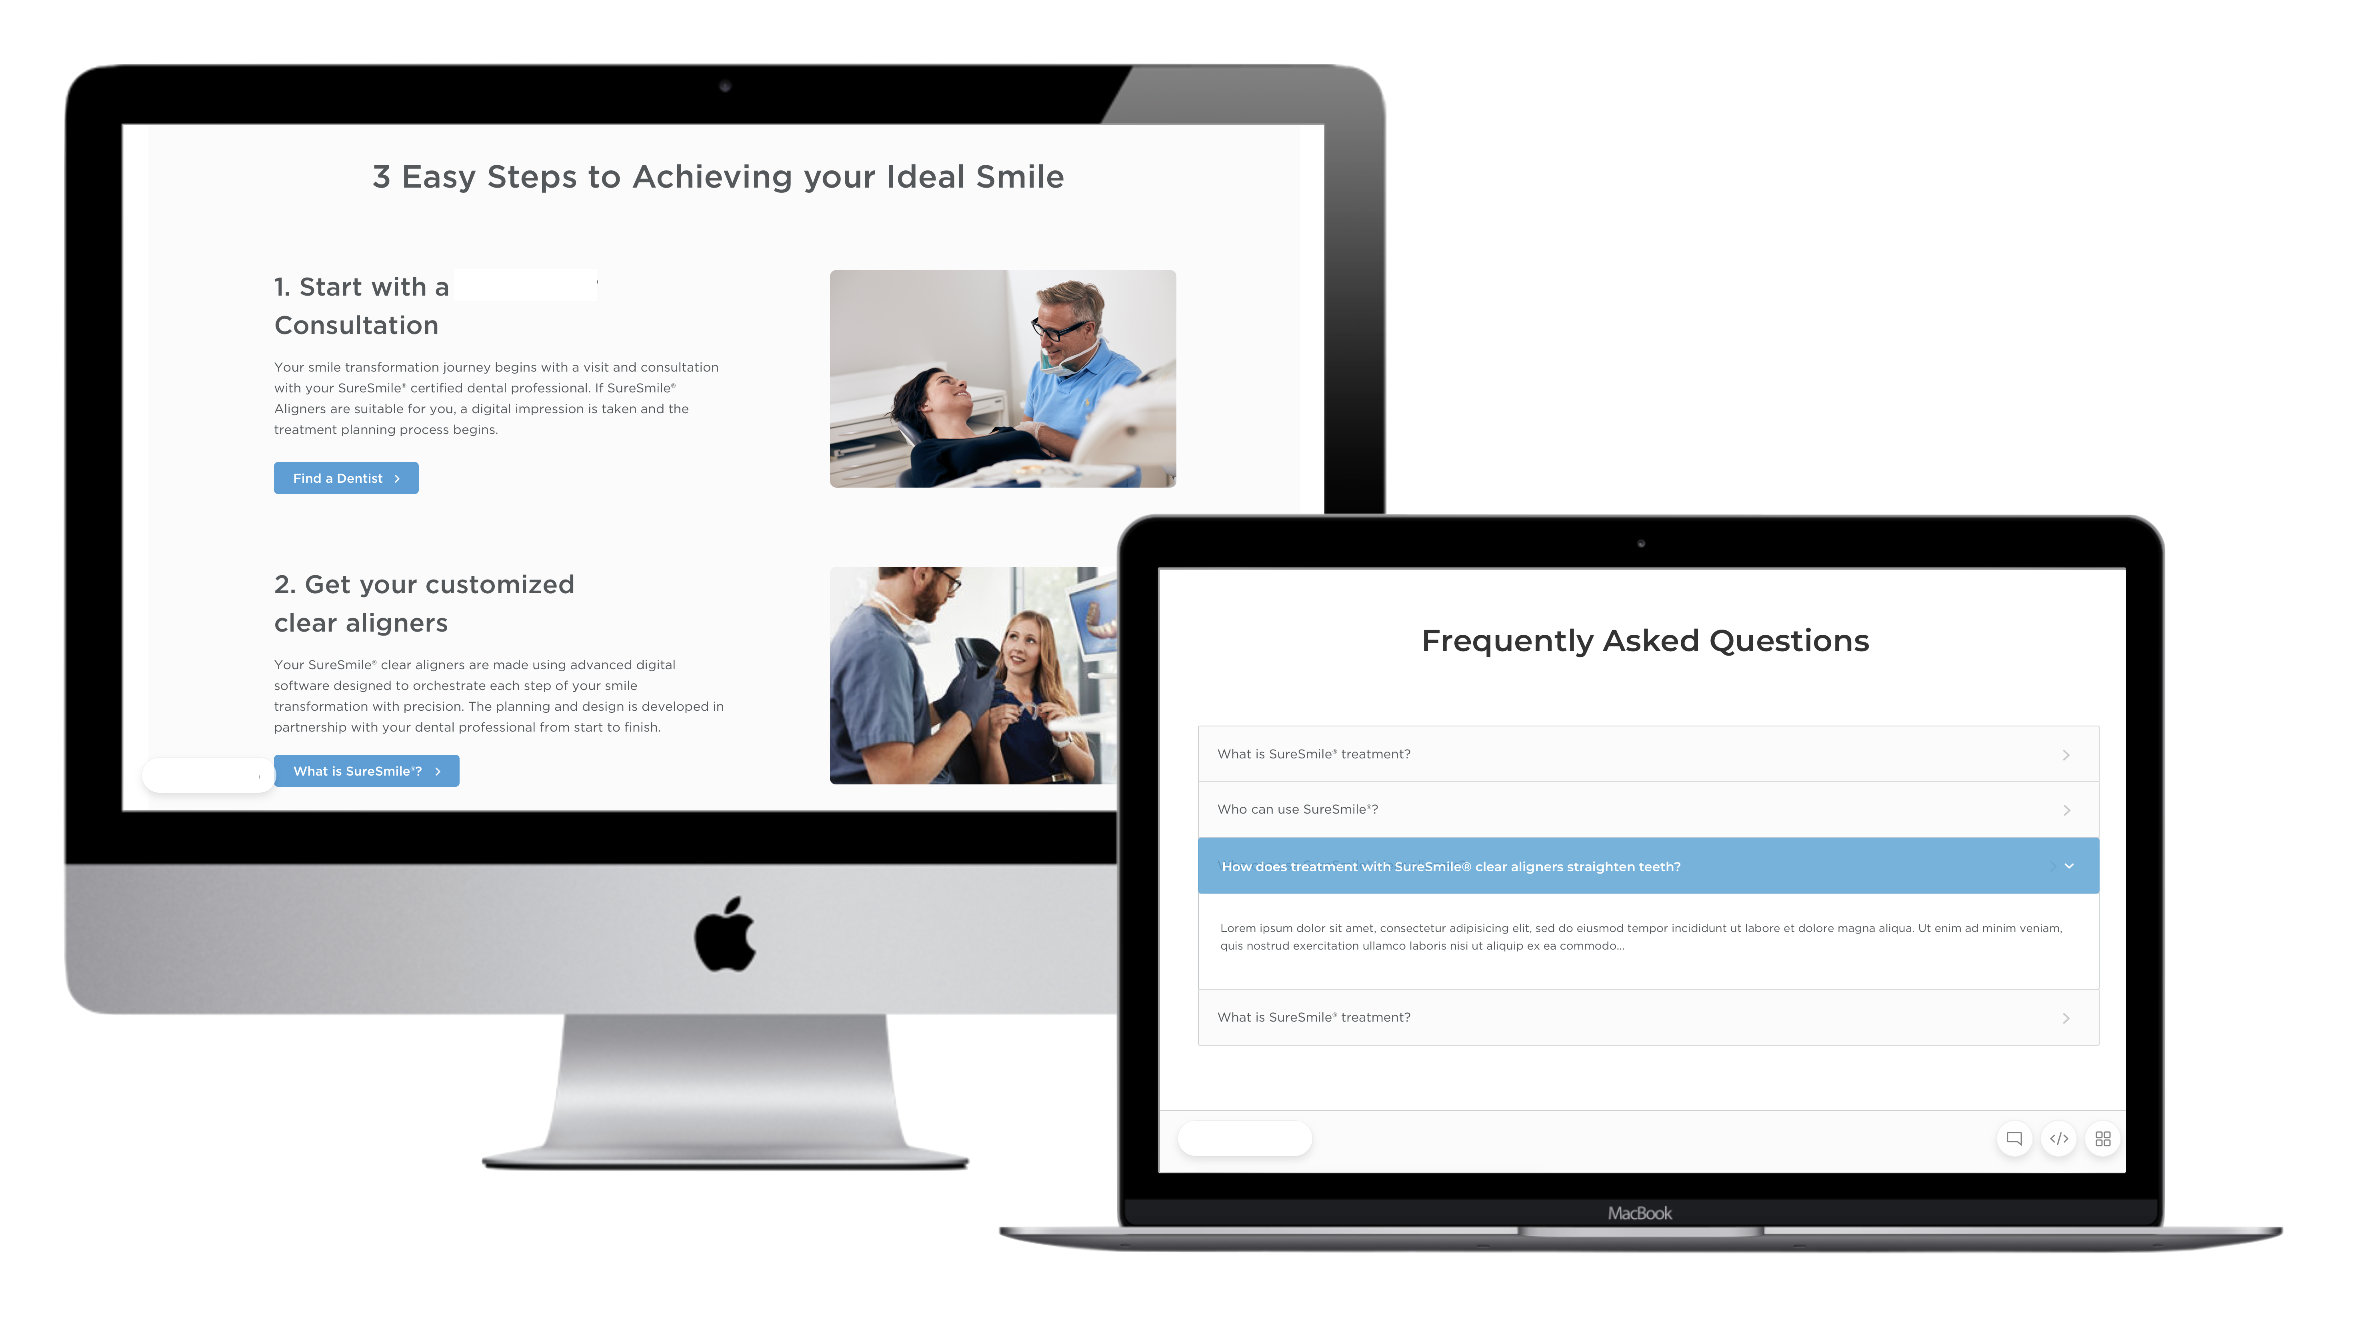 3 Easy Steps to Achieving your Ideal Smile
1. Start with a
Consultation
Your smile transformation journey begins with a visit and consultation
with your SureSmile® certified dental professional. If SureSmile®
Aligners are suitable for you, a digital impression is taken and the
treatment planning process begins.
Find a Dentist
2. Get your customized
clear aligners
Your SureSmile® clear aligners are made using advanced digital
software designed to orchestrate each step of your smile
transformation with precision. The planning and design is developed in
partnership with your dental professional from start to finish.
What is SureSmile®?
Frequently Asked Questions
What is SureSmile® treatment?
Who can use SureSmile®?
How does treatment with SureSmile® clear aligners straighten teeth?
Lorem ipsum dolor sit amet, consectetur adipisicing elit, sed do eiusmod tempor incididunt ut labore et dolore magna aliqua. Ut enim ad minim veniam,
quis nostrud exercitation ullamco laboris nisi ut aliquip ex ea commodo...
What is SureSmile® treatment?
</>
MacBook